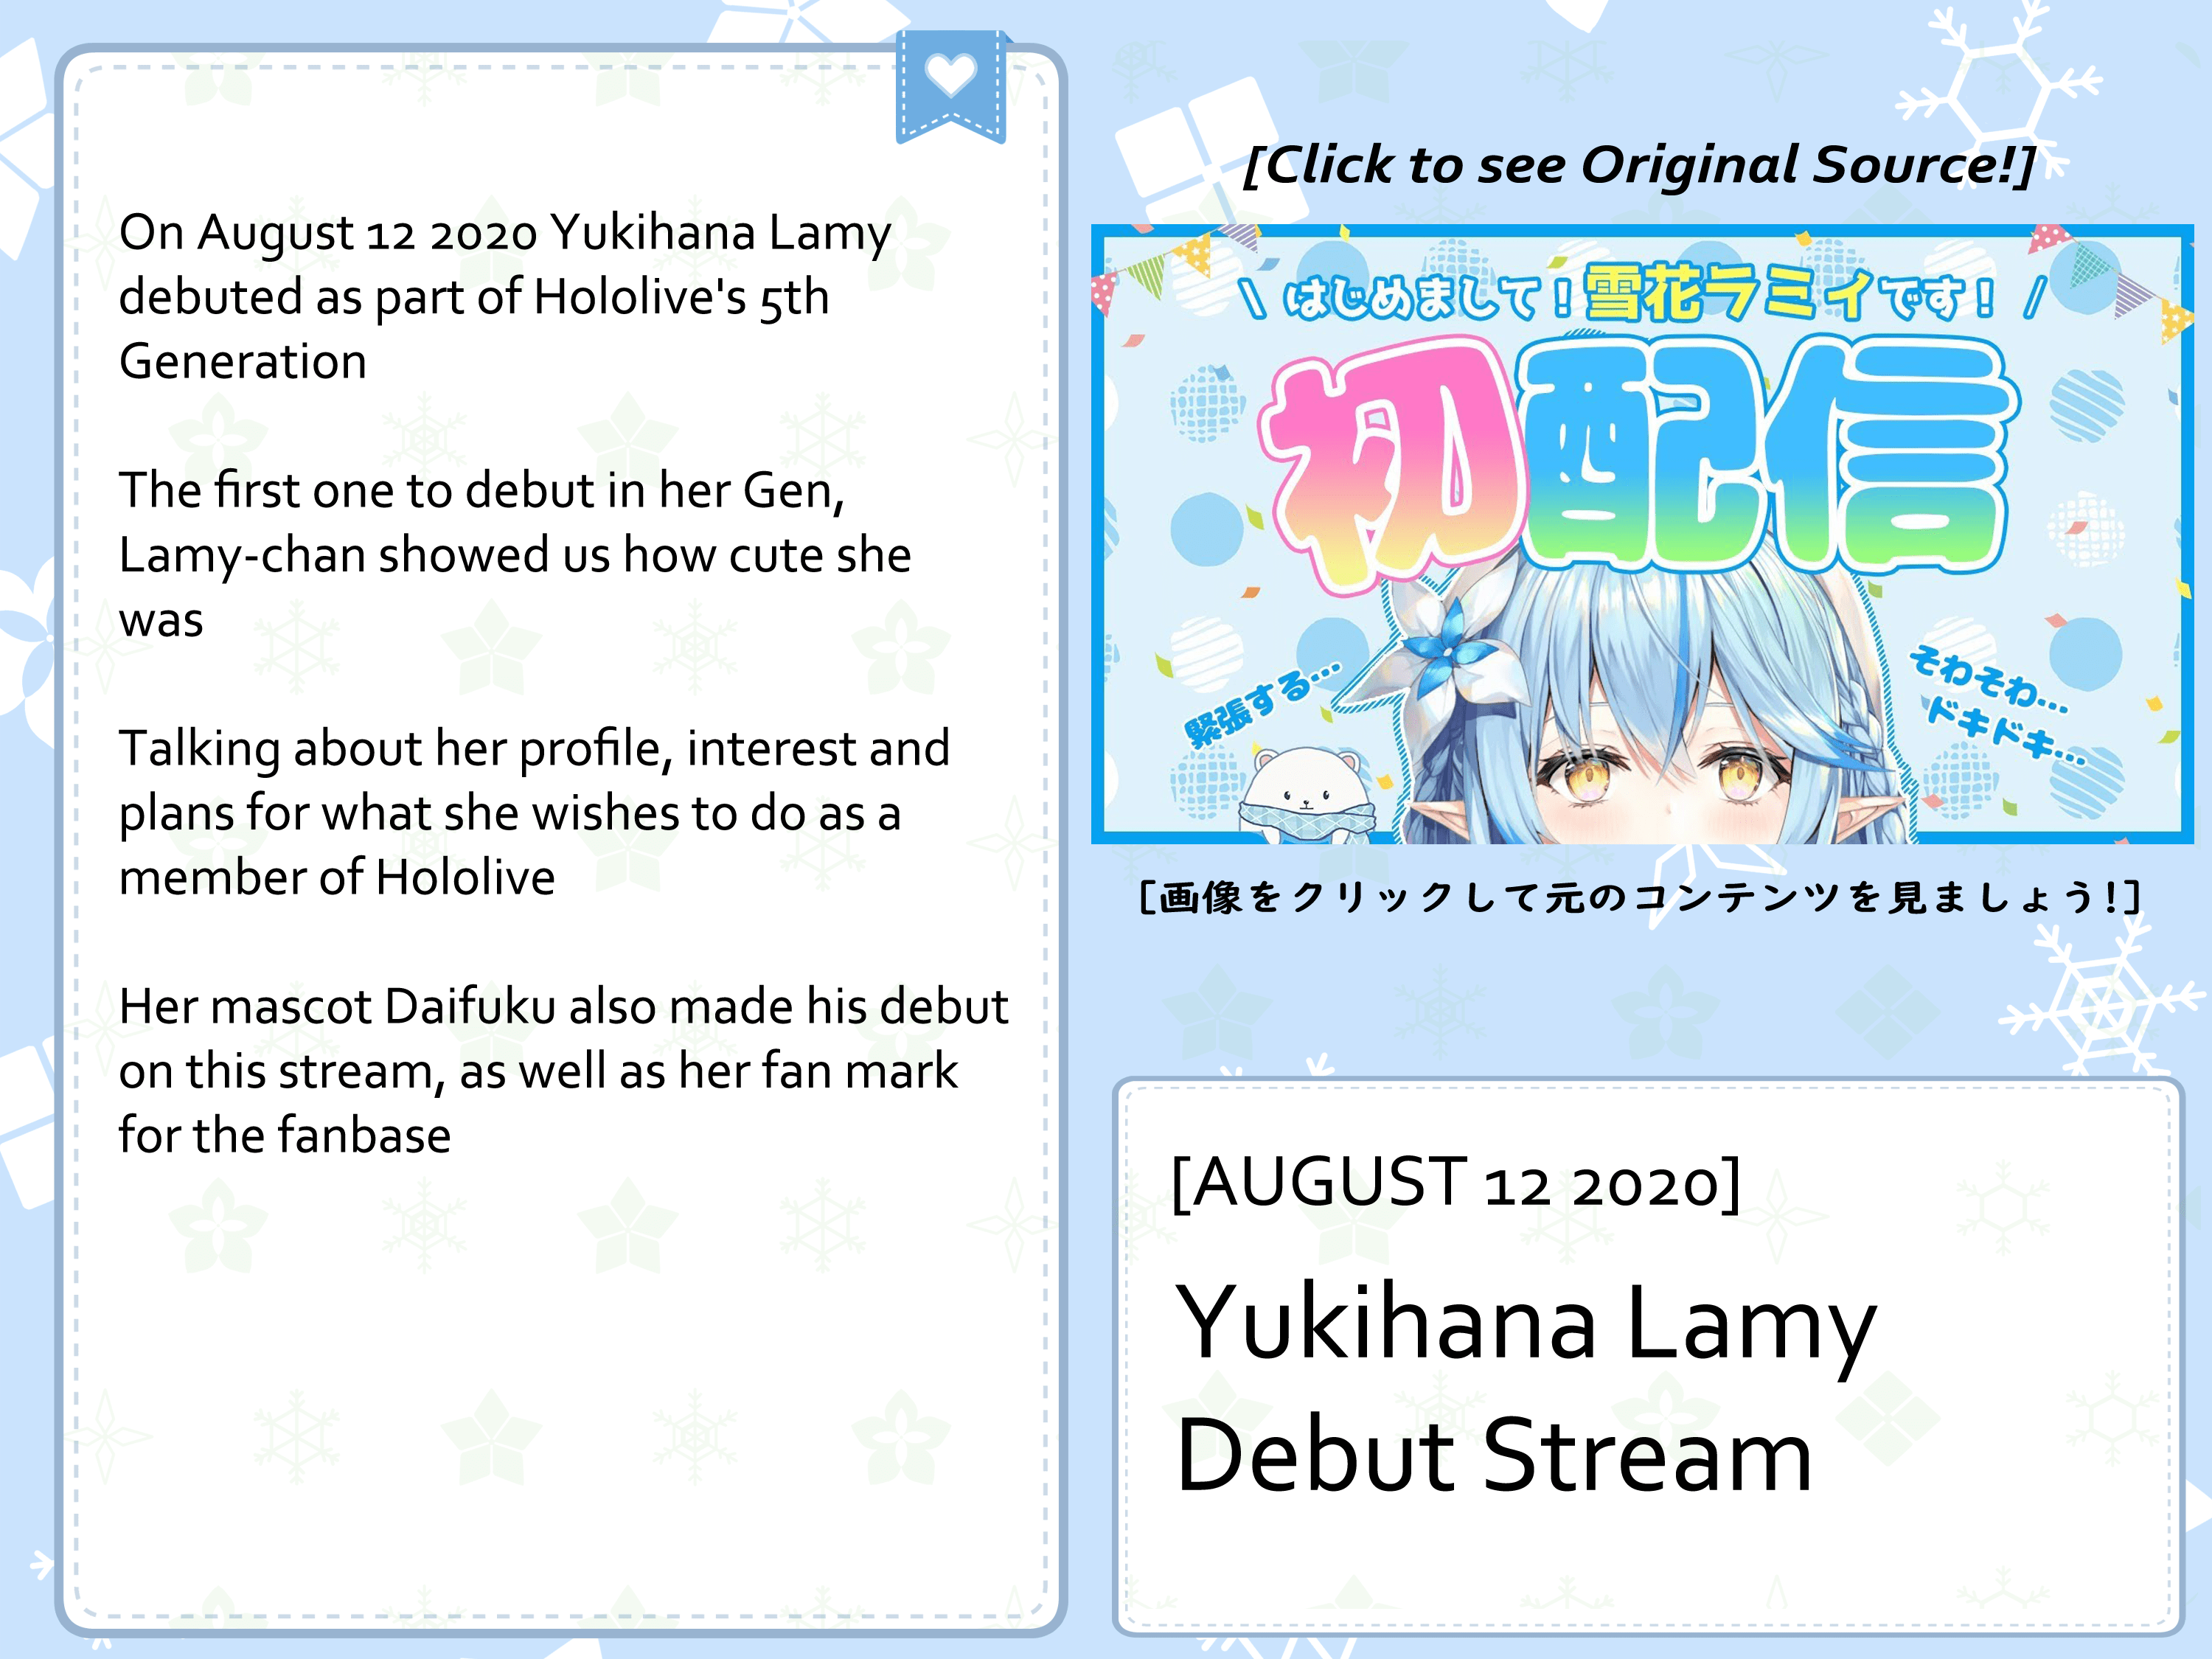 On August 12 2020 Yukihana Lamy
debuted as part of Hololive's 5th
Generation
The first one to debut in her Gen,
Lamy-chan showed us how cute she
was
Talking about her profile, interest and
plans for what she wishes to do as a
member of Hololive
Her mascot Daifuku also made his debut
on this stream, as well as her fan mark
for the fanbase
[Click to see Original Source!]
\ はじめまして!雪花ラミィです! /
初配信
緊張する…
そわそわ…
ドキドキ…
[画像をクリックして元のコンテンツを見ましょう!]
[AUGUST 12 2020]
Yukihana Lamy
Debut Stream